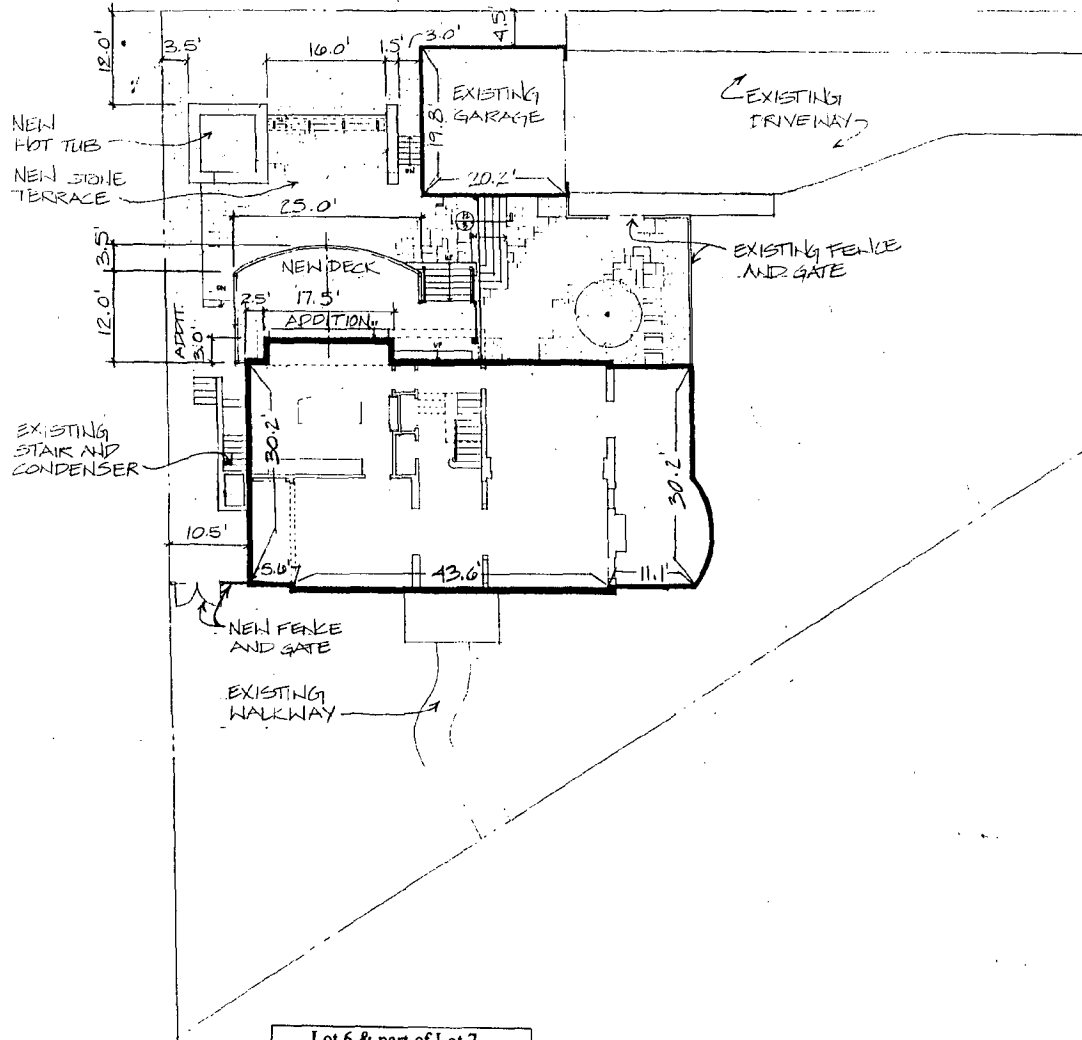 12.0'
3.5'
16.0'
1.5'
3.0'
4.5'
EXISTING
GARAGE
19.8'
20.2'
EXISTING
DRIVEWAY
NEW
HOT TUB
NEW STONE
TERRACE
25.0'
3.5'
NEW DECK
12.0'
2.5'
17.5'
ADDITION
ADDIT.
3.0'
UP
EXISTING FENCE
AND GATE
EXISTING
STAIR AND
CONDENSER
30.2'
30.2'
10.5'
5.6'
43.6'
11.1'
NEW FENCE
AND GATE
EXISTING
WALKWAY
Lot 6 & part of Lot 7